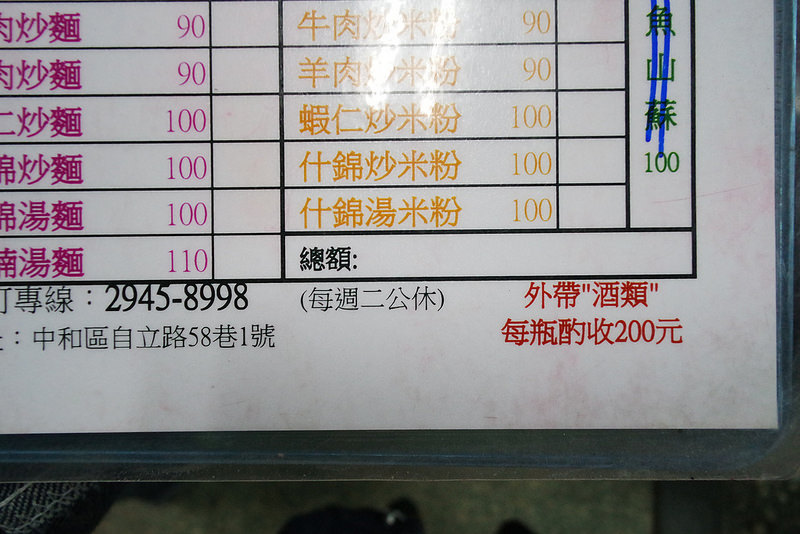 肉炒麵 90 牛肉炒米粉 90
肉炒麵 90 羊肉炒米粉 90
仁炒麵 100 蝦仁炒米粉 100
錦炒麵 100 什錦炒米粉 100
錦湯麵 100 什錦湯米粉 100
湯麵 110 總額:
魚山蘇
100
訂專線：2945-8998 (每週二公休)
：中和區自立路58巷1號
外帶"酒類"
每瓶酌收200元